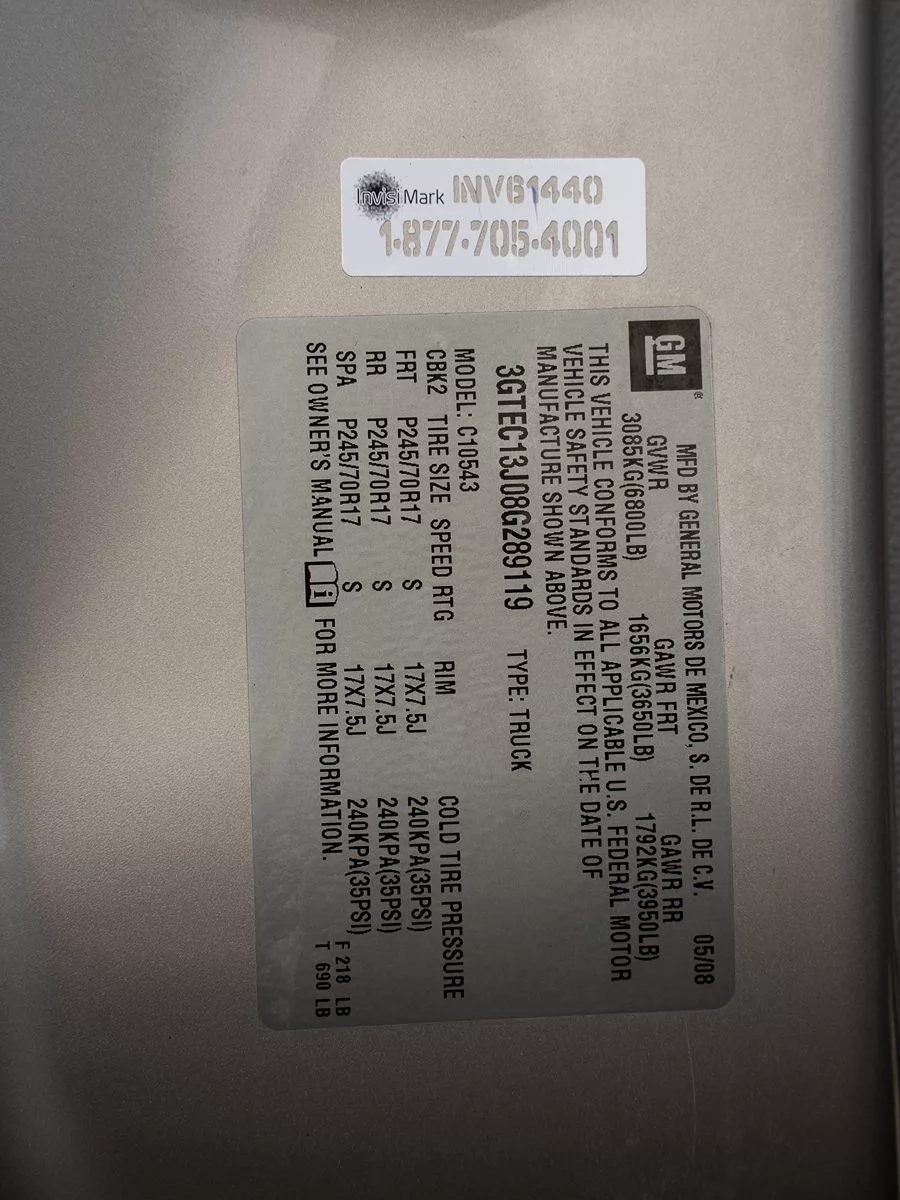 InvisiMark INV61440
1-877-705-4001
GM ®
MFD BY GENERAL MOTORS DE MEXICO, S. DE R.L. DE C.V. 05/08
GVWR GAWR FRT GAWR RR
3085KG(6800LB) 1656KG(3650LB) 1792KG(3950LB)
THIS VEHICLE CONFORMS TO ALL APPLICABLE U.S. FEDERAL MOTOR
VEHICLE SAFETY STANDARDS IN EFFECT ON THE DATE OF
MANUFACTURE SHOWN ABOVE.
3GTEC13J08G289119 TYPE: TRUCK
MODEL: C10543
CBK2 TIRE SIZE SPEED RTG RIM COLD TIRE PRESSURE
FRT P245/70R17 S 17X7.5J 240KPA(35PSI)
RR P245/70R17 S 17X7.5J 240KPA(35PSI)
SPA P245/70R17 S 17X7.5J 240KPA(35PSI) F 218 LB
SEE OWNER'S MANUAL i FOR MORE INFORMATION. T 690 LB